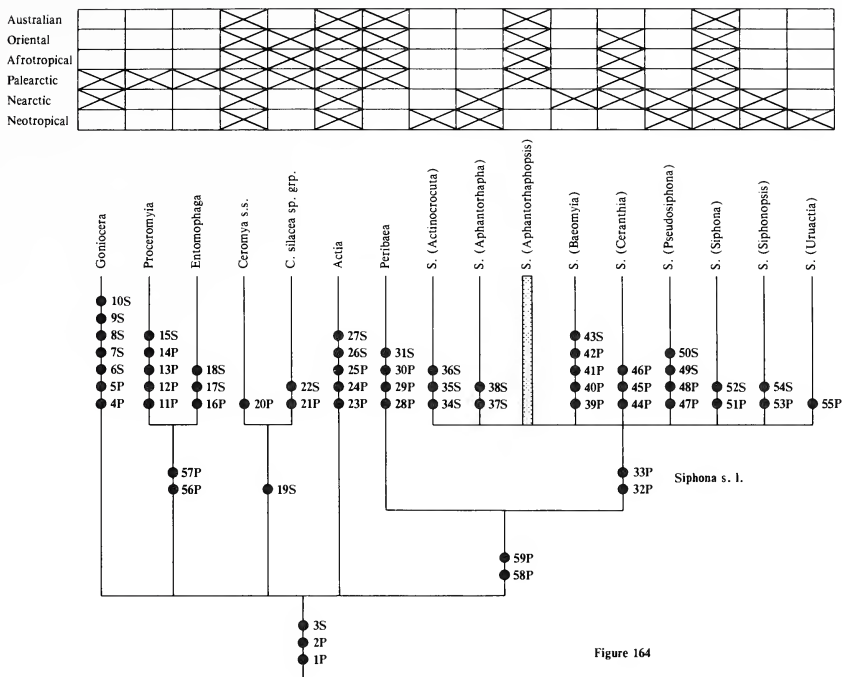 Australian
Oriental
Afrotropical
Palearctic
Nearctic
Neotropical
Goniocera
Proceromyia
Entomophaga
Ceromya s.s.
C. silacea sp. grp.
Actia
Peribaea
S. (Actinocrocuta)
S. (Aphantorhapha)
S. (Aphantorhaphopsis)
S. (Baeomyia)
S. (Ceranthia)
S. (Pseudosiphona)
S. (Siphona)
S. (Siphonopsis)
S. (Uruactia)
10S
9S
8S 15S 27S 43S
7S 14P 26S 31S 42P 50S
6S 13P 18S 25P 30P 36S 41P 46P 49S
5P 12P 17S 22S 24P 29P 35S 38S 40P 45P 48P 52S 54S
4P 11P 16P 20P 21P 23P 28P 34S 37S 39P 44P 47P 51P 53P 55P
57P 33P Siphona s. l.
56P 19S 32P
59P
58P
3S
2P
1P
Figure 164